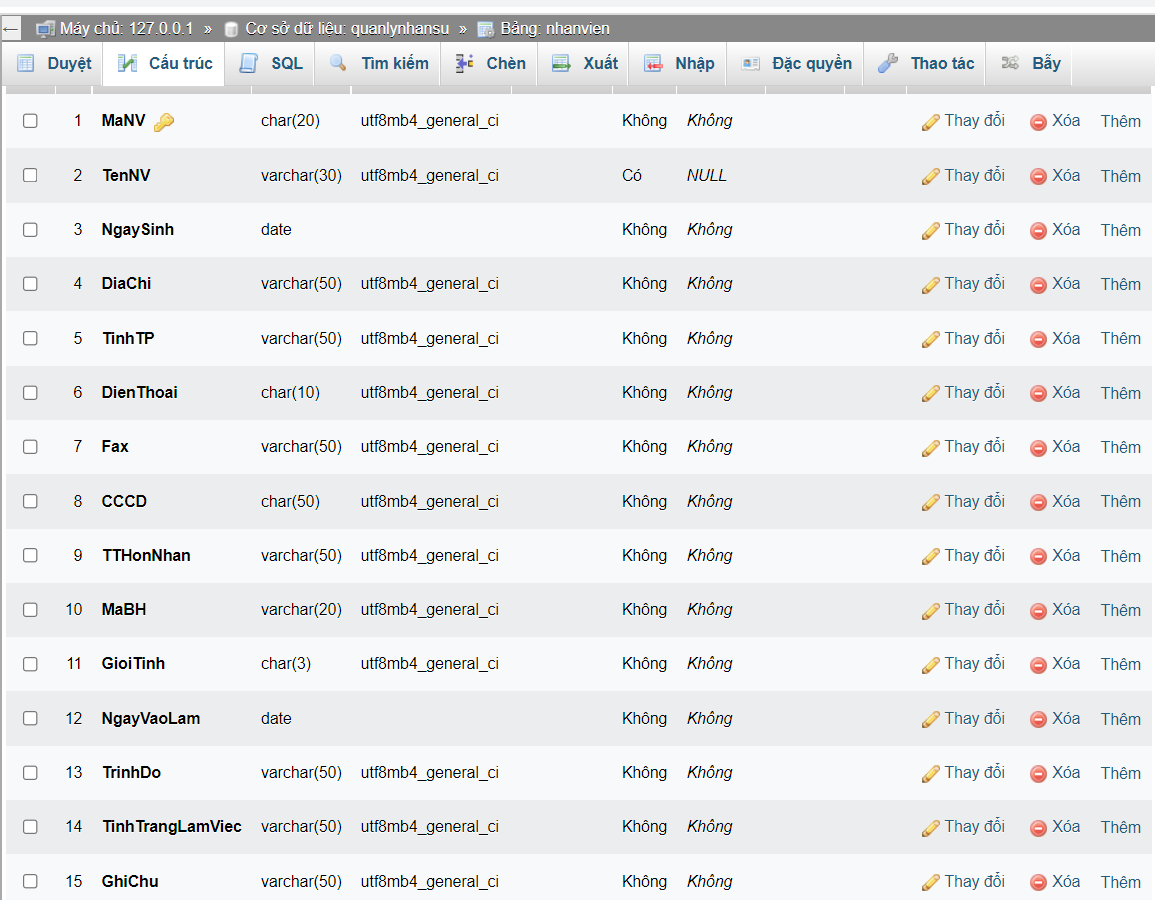 ← Máy chủ: 127.0.0.1 » Cơ sở dữ liệu: quanlynhansu » Bảng: nhanvien
Duyệt Cấu trúc SQL Tìm kiếm Chèn Xuất Nhập Đặc quyền Thao tác Bẫy
1 MaNV char(20) utf8mb4_general_ci Không Không Thay đổi Xóa Thêm
2 TenNV varchar(30) utf8mb4_general_ci Có NULL Thay đổi Xóa Thêm
3 NgaySinh date Không Không Thay đổi Xóa Thêm
4 DiaChi varchar(50) utf8mb4_general_ci Không Không Thay đổi Xóa Thêm
5 TinhTP varchar(50) utf8mb4_general_ci Không Không Thay đổi Xóa Thêm
6 DienThoai char(10) utf8mb4_general_ci Không Không Thay đổi Xóa Thêm
7 Fax varchar(50) utf8mb4_general_ci Không Không Thay đổi Xóa Thêm
8 CCCD char(50) utf8mb4_general_ci Không Không Thay đổi Xóa Thêm
9 TTHonNhan varchar(50) utf8mb4_general_ci Không Không Thay đổi Xóa Thêm
10 MaBH varchar(20) utf8mb4_general_ci Không Không Thay đổi Xóa Thêm
11 GioiTinh char(3) utf8mb4_general_ci Không Không Thay đổi Xóa Thêm
12 NgayVaoLam date Không Không Thay đổi Xóa Thêm
13 TrinhDo varchar(50) utf8mb4_general_ci Không Không Thay đổi Xóa Thêm
14 TinhTrangLamViec varchar(50) utf8mb4_general_ci Không Không Thay đổi Xóa Thêm
15 GhiChu varchar(50) utf8mb4_general_ci Không Không Thay đổi Xóa Thêm